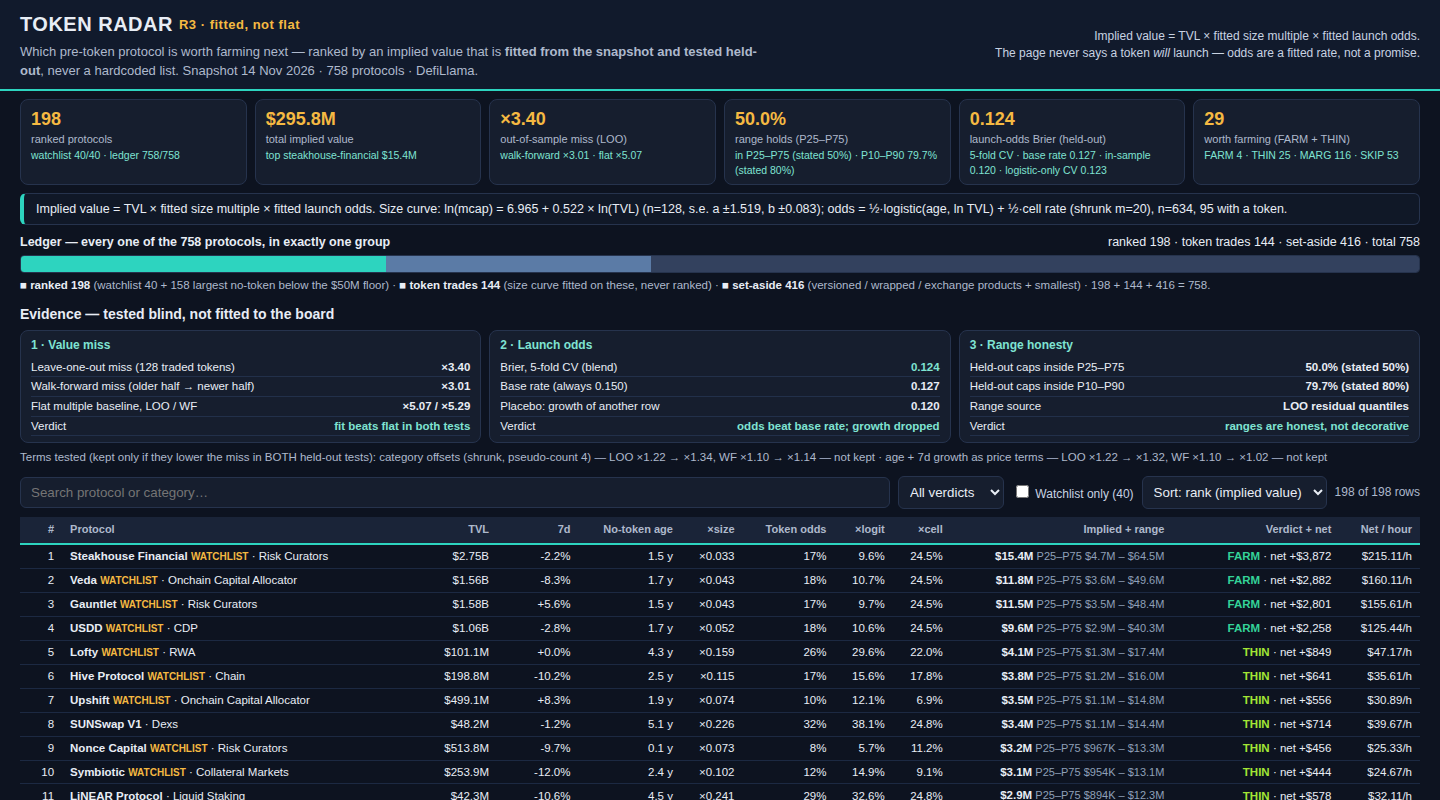 TOKEN RADAR R3 · fitted, not flat
Which pre-token protocol is worth farming next — ranked by an implied value that is fitted from the snapshot and tested held-
out, never a hardcoded list. Snapshot 14 Nov 2026 · 758 protocols · DefiLlama.
Implied value = TVL × fitted size multiple × fitted launch odds.
The page never says a token will launch — odds are a fitted rate, not a promise.
198
ranked protocols
watchlist 40/40 · ledger 758/758
$295.8M
total implied value
top steakhouse-financial $15.4M
×3.40
out-of-sample miss (LOO)
walk-forward ×3.01 · flat ×5.07
50.0%
range holds (P25–P75)
in P25–P75 (stated 50%) · P10–P90 79.7%
(stated 80%)
0.124
launch-odds Brier (held-out)
5-fold CV · base rate 0.127 · in-sample
0.120 · logistic-only CV 0.123
29
worth farming (FARM + THIN)
FARM 4 · THIN 25 · MARG 116 · SKIP 53
Implied value = TVL × fitted size multiple × fitted launch odds. Size curve: ln(mcap) = 6.965 + 0.522 × ln(TVL) (n=128, s.e. a ±1.519, b ±0.083); odds = ½·logistic(age, ln TVL) + ½·cell rate (shrunk m=20), n=634, 95 with a token.
Ledger — every one of the 758 protocols, in exactly one group
ranked 198 · token trades 144 · set-aside 416 · total 758
■ ranked 198 (watchlist 40 + 158 largest no-token below the $50M floor) · ■ token trades 144 (size curve fitted on these, never ranked) · ■ set-aside 416 (versioned / wrapped / exchange products + smallest) · 198 + 144 + 416 = 758.
Evidence — tested blind, not fitted to the board
1 · Value miss
Leave-one-out miss (128 traded tokens) ×3.40
Walk-forward miss (older half → newer half) ×3.01
Flat multiple baseline, LOO / WF ×5.07 / ×5.29
Verdict fit beats flat in both tests
2 · Launch odds
Brier, 5-fold CV (blend) 0.124
Base rate (always 0.150) 0.127
Placebo: growth of another row 0.120
Verdict odds beat base rate; growth dropped
3 · Range honesty
Held-out caps inside P25–P75 50.0% (stated 50%)
Held-out caps inside P10–P90 79.7% (stated 80%)
Range source LOO residual quantiles
Verdict ranges are honest, not decorative
Terms tested (kept only if they lower the miss in BOTH held-out tests): category offsets (shrunk, pseudo-count 4) — LOO ×1.22 → ×1.34, WF ×1.10 → ×1.14 — not kept · age + 7d growth as price terms — LOO ×1.22 → ×1.32, WF ×1.10 → ×1.02 — not kept
Search protocol or category… All verdicts Watchlist only (40) Sort: rank (implied value) 198 of 198 rows
# Protocol TVL 7d No-token age ×size Token odds ×logit ×cell Implied + range Verdict + net Net / hour
1 Steakhouse Financial WATCHLIST · Risk Curators $2.75B -2.2% 1.5 y ×0.033 17% 9.6% 24.5% $15.4M P25–P75 $4.7M – $64.5M FARM · net +$3,872 $215.11/h
2 Veda WATCHLIST · Onchain Capital Allocator $1.56B -8.3% 1.7 y ×0.043 18% 10.7% 24.5% $11.8M P25–P75 $3.6M – $49.6M FARM · net +$2,882 $160.11/h
3 Gauntlet WATCHLIST · Risk Curators $1.58B +5.6% 1.5 y ×0.043 17% 9.7% 24.5% $11.5M P25–P75 $3.5M – $48.4M FARM · net +$2,801 $155.61/h
4 USDD WATCHLIST · CDP $1.06B -2.8% 1.7 y ×0.052 18% 10.6% 24.5% $9.6M P25–P75 $2.9M – $40.3M FARM · net +$2,258 $125.44/h
5 Lofty WATCHLIST · RWA $101.1M +0.0% 4.3 y ×0.159 26% 29.6% 22.0% $4.1M P25–P75 $1.3M – $17.4M THIN · net +$849 $47.17/h
6 Hive Protocol WATCHLIST · Chain $198.8M -10.2% 2.5 y ×0.115 17% 15.6% 17.8% $3.8M P25–P75 $1.2M – $16.0M THIN · net +$641 $35.61/h
7 Upshift WATCHLIST · Onchain Capital Allocator $499.1M +8.3% 1.9 y ×0.074 10% 12.1% 6.9% $3.5M P25–P75 $1.1M – $14.8M THIN · net +$556 $30.89/h
8 SUNSwap V1 · Dexs $48.2M -1.2% 5.1 y ×0.226 32% 38.1% 24.8% $3.4M P25–P75 $1.1M – $14.4M THIN · net +$714 $39.67/h
9 Nonce Capital WATCHLIST · Risk Curators $513.8M -9.7% 0.1 y ×0.073 8% 5.7% 11.2% $3.2M P25–P75 $967K – $13.3M THIN · net +$456 $25.33/h
10 Symbiotic WATCHLIST · Collateral Markets $253.9M -12.0% 2.4 y ×0.102 12% 14.9% 9.1% $3.1M P25–P75 $954K – $13.1M THIN · net +$444 $24.67/h
11 LiNEAR Protocol · Liquid Staking $42.3M -10.6% 4.5 y ×0.241 29% 32.6% 24.8% $2.9M P25–P75 $894K – $12.3M THIN · net +$578 $32.11/h